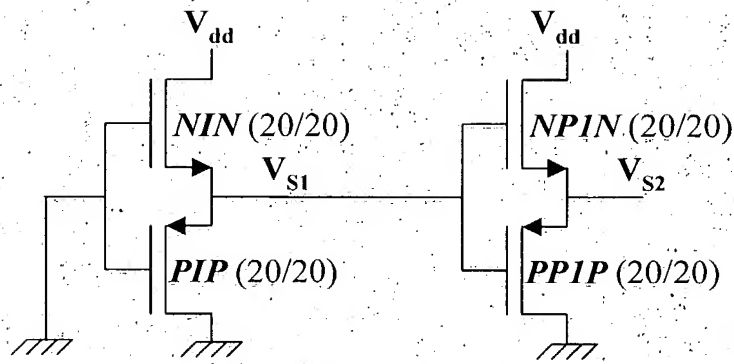 V_dd V_dd
NIN (20/20) NP1N (20/20)
V_S1 V_S2
PIP (20/20) PP1P (20/20)